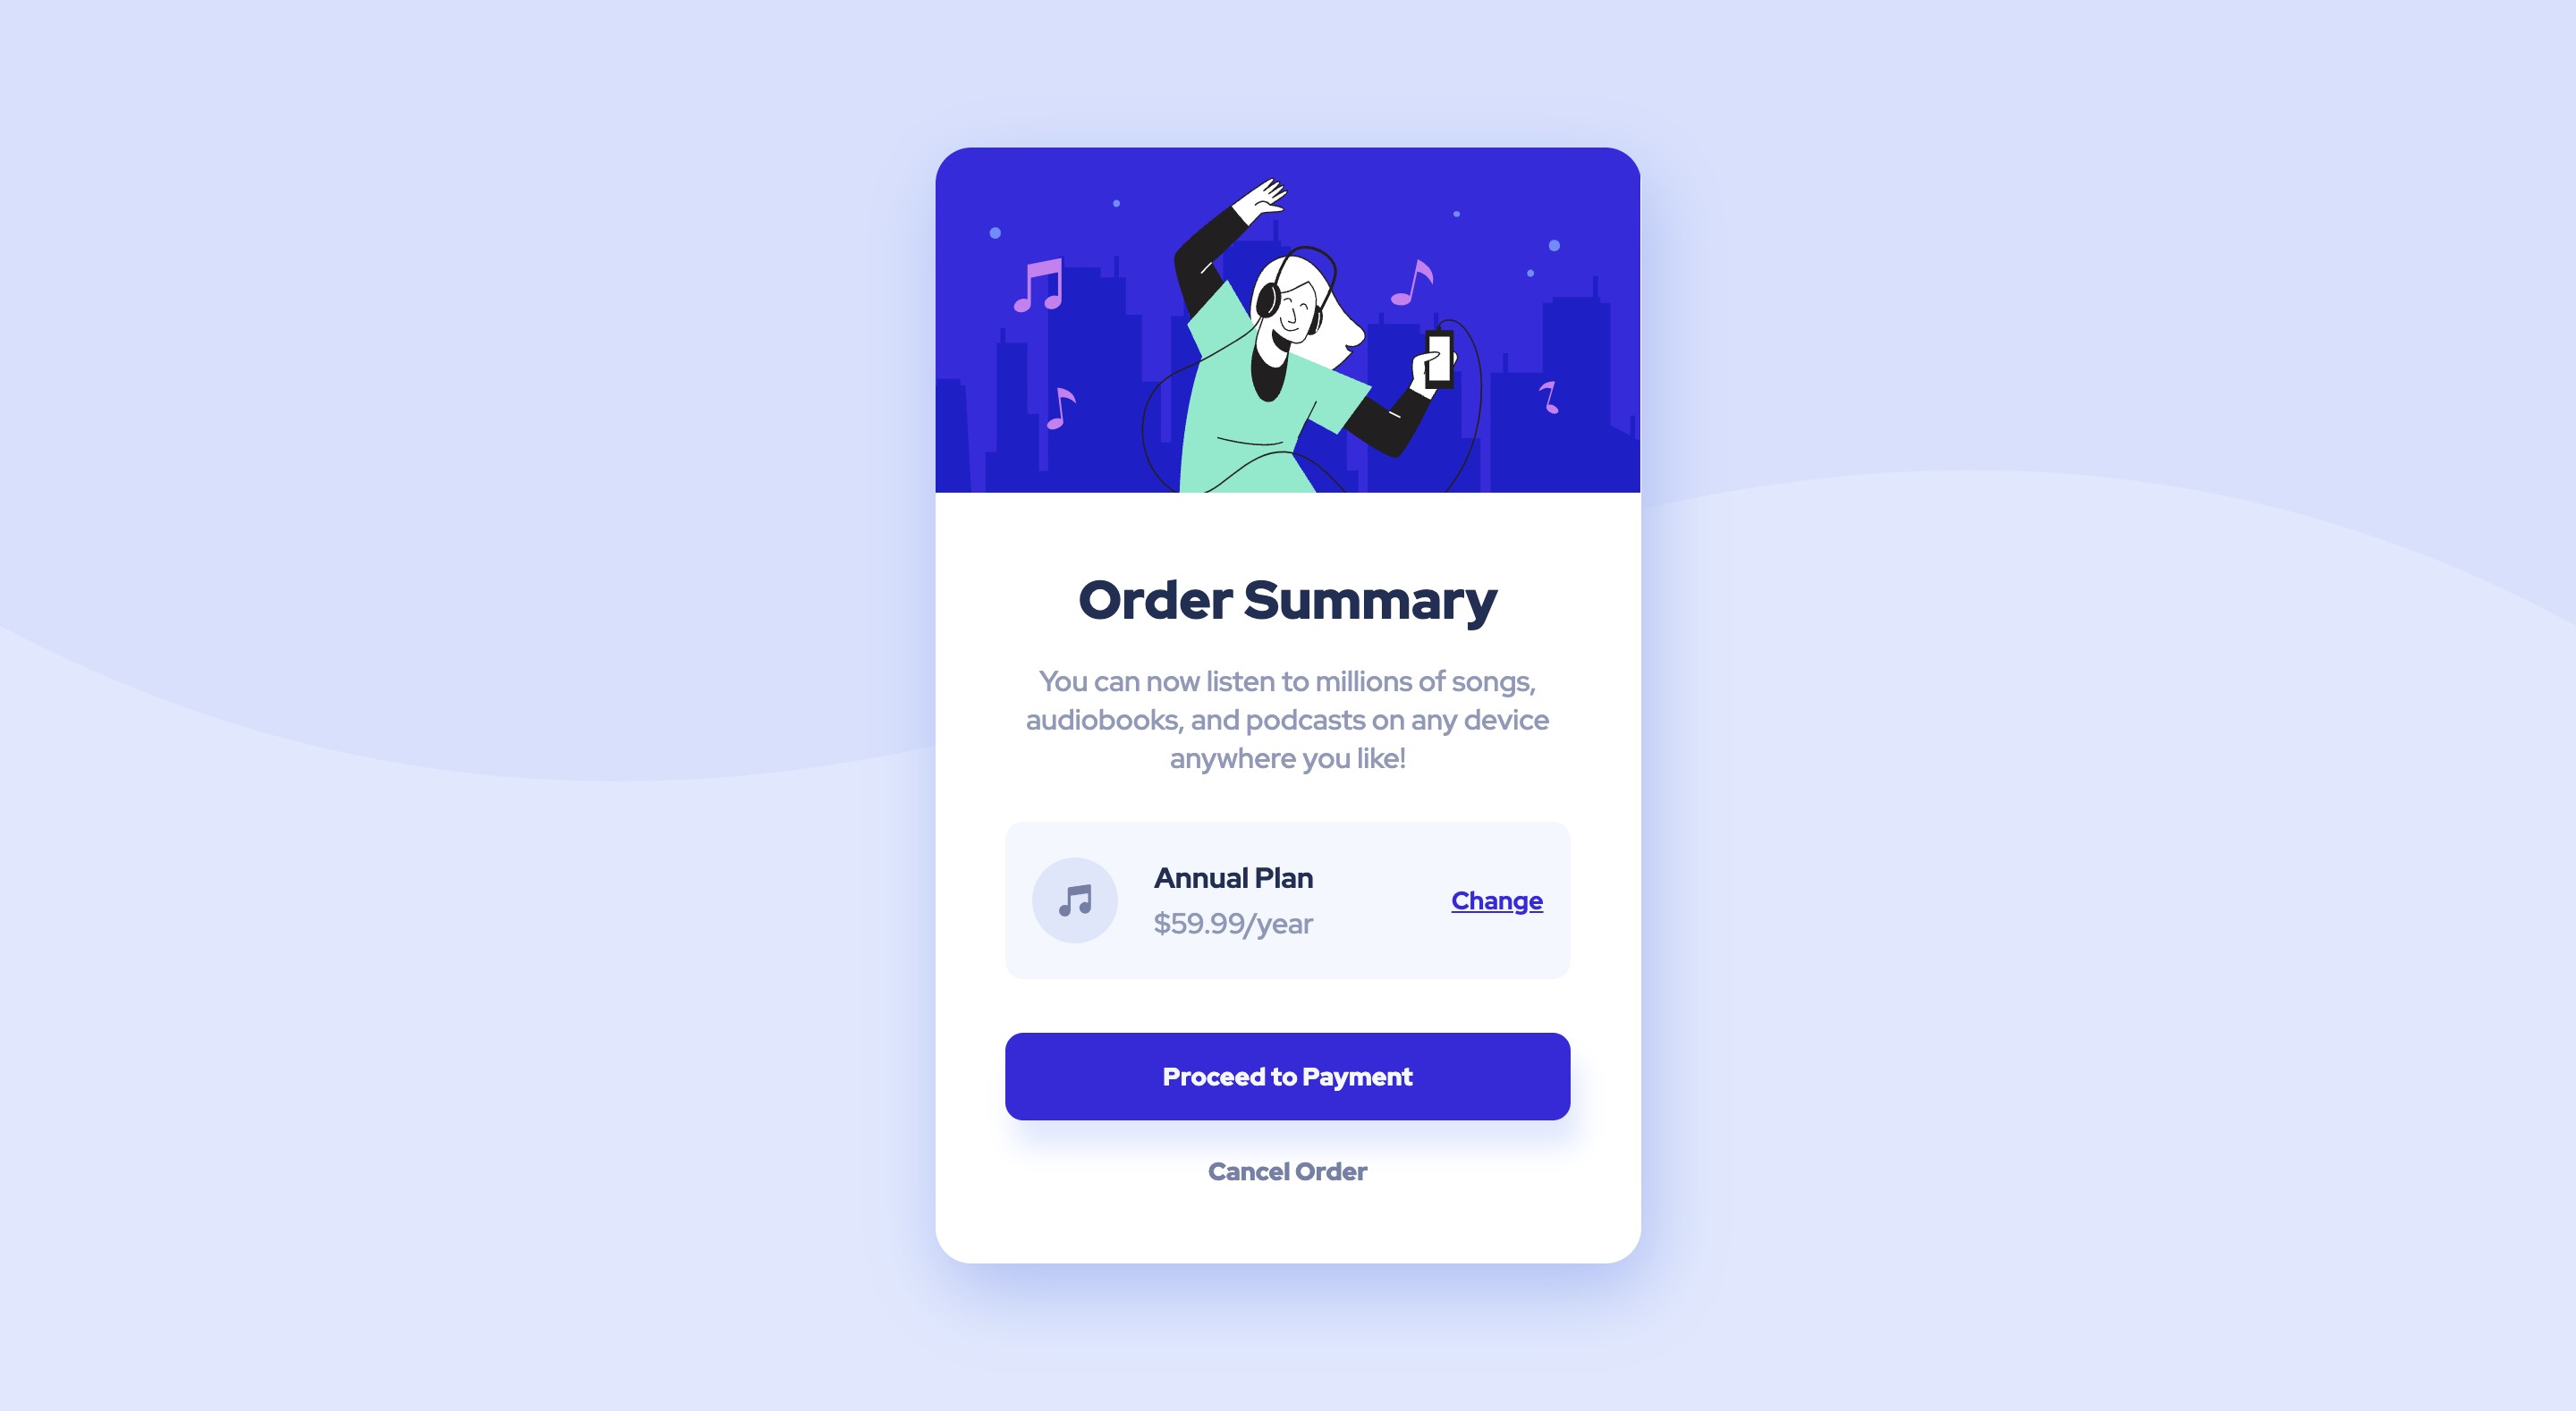 Order Summary
You can now listen to millions of songs,
audiobooks, and podcasts on any device
anywhere you like!
Annual Plan
$59.99/year
Change
Proceed to Payment
Cancel Order